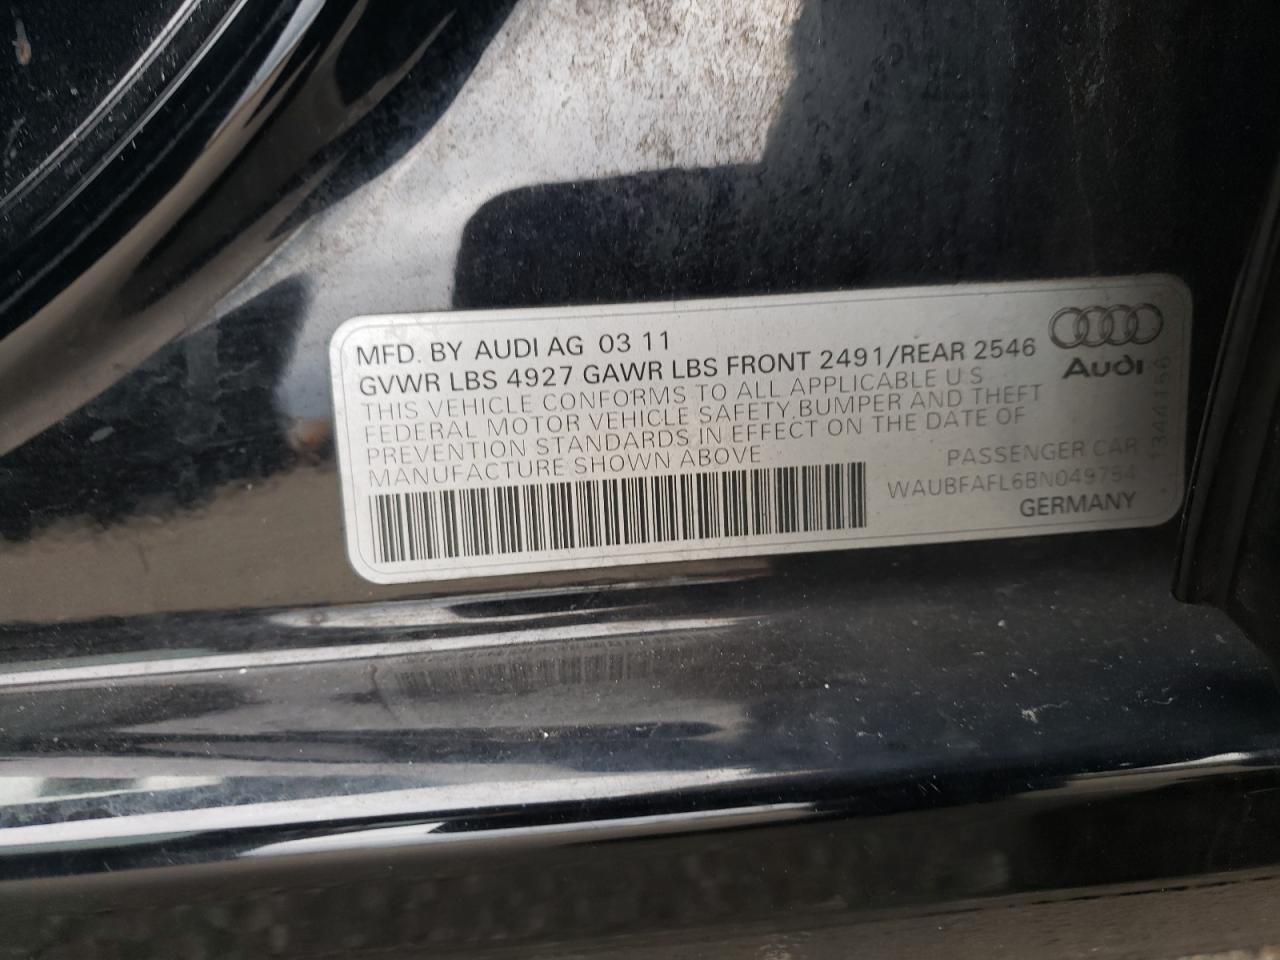 MFD. BY AUDI AG 03 11
GVWR LBS 4927 GAWR LBS FRONT 2491/REAR 2546
THIS VEHICLE CONFORMS TO ALL APPLICABLE U S
FEDERAL MOTOR VEHICLE SAFETY, BUMPER AND THEFT
PREVENTION STANDARDS IN EFFECT ON THE DATE OF
MANUFACTURE SHOWN ABOVE
Audi
PASSENGER CAR
WAUBFAFL6BN049754
GERMANY
1344156